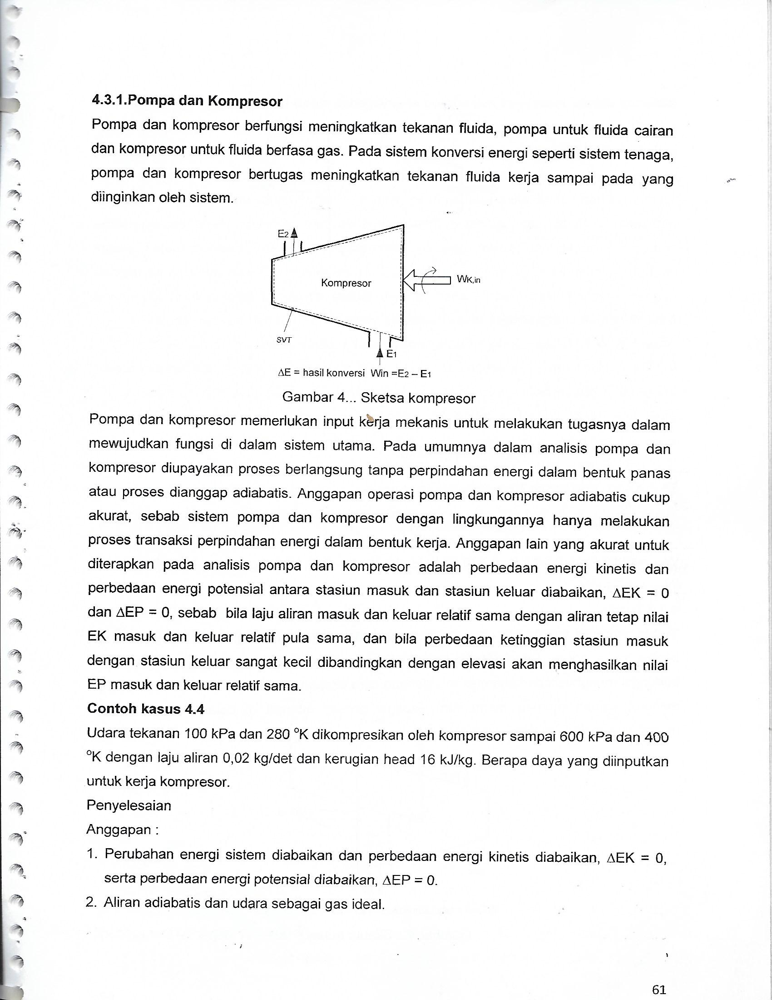 4.3.1.Pompa dan Kompresor
Pompa dan kompresor berfungsi meningkatkan tekanan fluida, pompa untuk fluida cairan
dan kompresor untuk fluida berfasa gas. Pada sistem konversi energi seperti sistem tenaga,
pompa dan kompresor bertugas meningkatkan tekanan fluida kerja sampai pada yang
diinginkan oleh sistem.
E2
Kompresor
WK,in
SVT
E1
ΔE = hasil konversi Win =E2 – E1
Gambar 4... Sketsa kompresor
Pompa dan kompresor memerlukan input kerja mekanis untuk melakukan tugasnya dalam
mewujudkan fungsi di dalam sistem utama. Pada umumnya dalam analisis pompa dan
kompresor diupayakan proses berlangsung tanpa perpindahan energi dalam bentuk panas
atau proses dianggap adiabatis. Anggapan operasi pompa dan kompresor adiabatis cukup
akurat, sebab sistem pompa dan kompresor dengan lingkungannya hanya melakukan
proses transaksi perpindahan energi dalam bentuk kerja. Anggapan lain yang akurat untuk
diterapkan pada analisis pompa dan kompresor adalah perbedaan energi kinetis dan
perbedaan energi potensial antara stasiun masuk dan stasiun keluar diabaikan, ΔEK = 0
dan ΔEP = 0, sebab bila laju aliran masuk dan keluar relatif sama dengan aliran tetap nilai
EK masuk dan keluar relatif pula sama, dan bila perbedaan ketinggian stasiun masuk
dengan stasiun keluar sangat kecil dibandingkan dengan elevasi akan menghasilkan nilai
EP masuk dan keluar relatif sama.
Contoh kasus 4.4
Udara tekanan 100 kPa dan 280 °K dikompresikan oleh kompresor sampai 600 kPa dan 400
°K dengan laju aliran 0,02 kg/det dan kerugian head 16 kJ/kg. Berapa daya yang diinputkan
untuk kerja kompresor.
Penyelesaian
Anggapan :
1. Perubahan energi sistem diabaikan dan perbedaan energi kinetis diabaikan, ΔEK = 0,
serta perbedaan energi potensial diabaikan, ΔEP = 0.
2. Aliran adiabatis dan udara sebagai gas ideal.
61